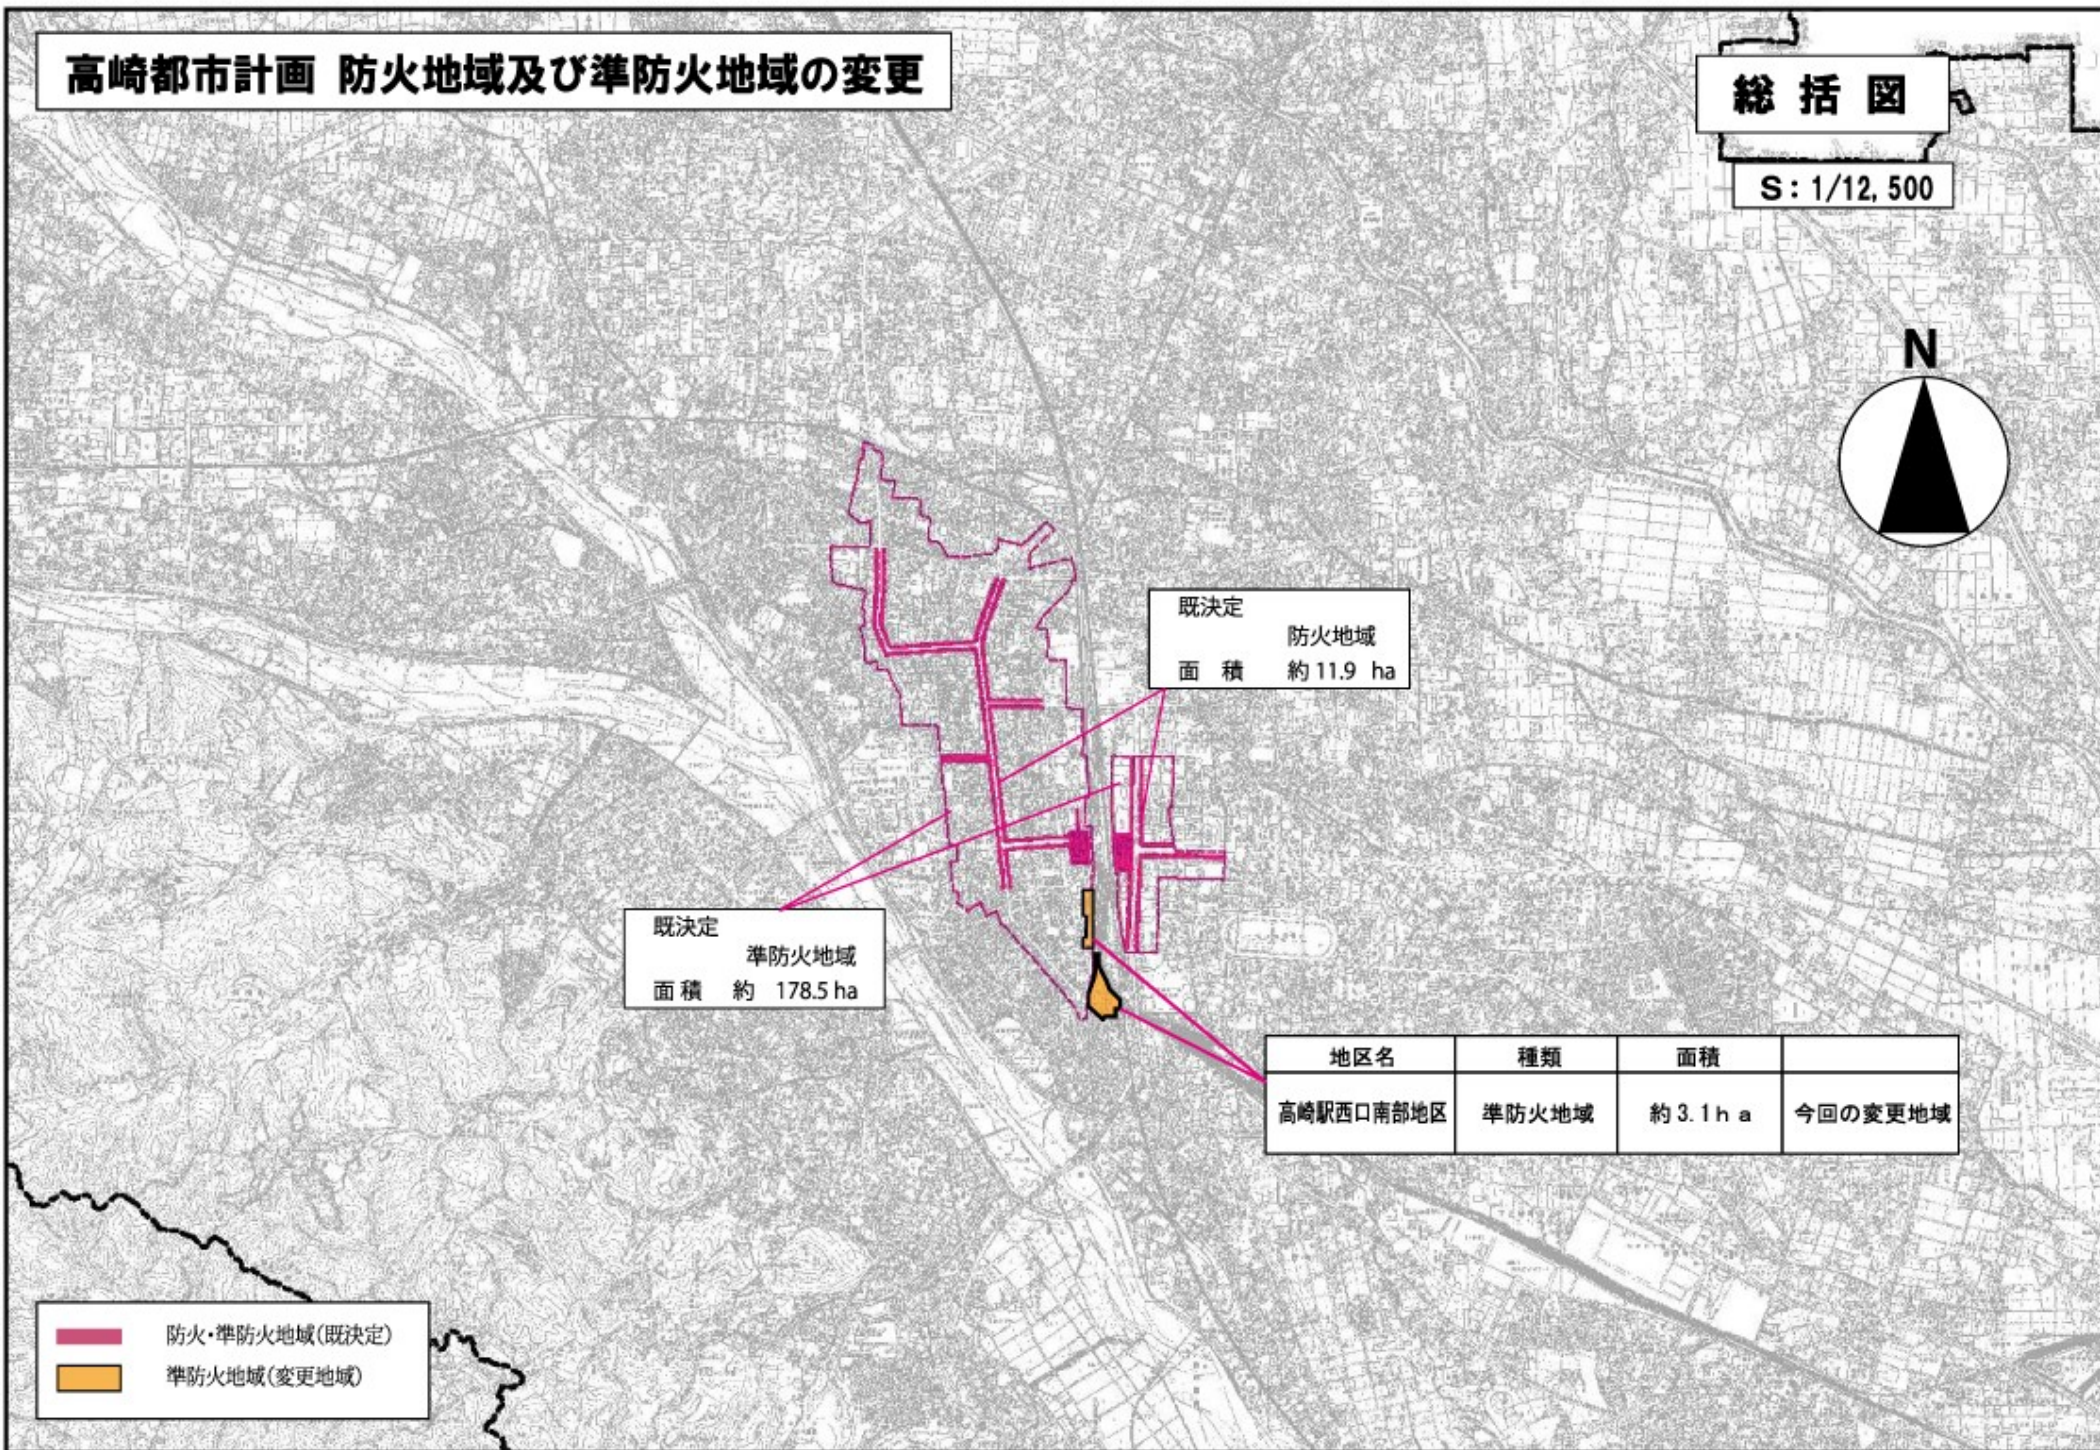 高崎都市計画 防火地域及び準防火地域の変更
総括図
S：1/12,500
N
既決定
防火地域
面 積 約 11.9 ha
既決定
準防火地域
面 積 約 178.5 ha
地区名 種類 面積
高崎駅西口南部地区 準防火地域 約 3.1ｈａ 今回の変更地域
防火・準防火地域(既決定)
準防火地域(変更地域)